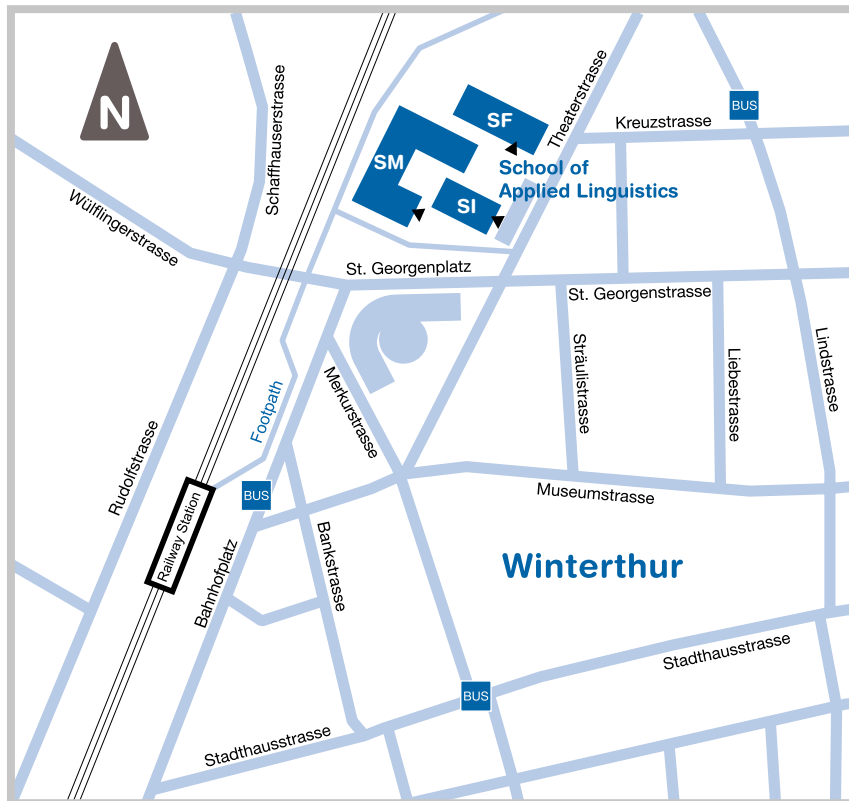 N
Schaffhauserstrasse
SF
SM
SI
Theaterstrasse
BUS
Kreuzstrasse
School of
Applied Linguistics
Wülflingerstrasse
St. Georgenplatz
St. Georgenstrasse
Footpath
Merkurstrasse
Sträulistrasse
Liebestrasse
Lindstrasse
Rudolfstrasse
Railway Station
BUS
Museumstrasse
Bahnhofplatz
Bankstrasse
Winterthur
Stadthausstrasse
BUS
Stadthausstrasse